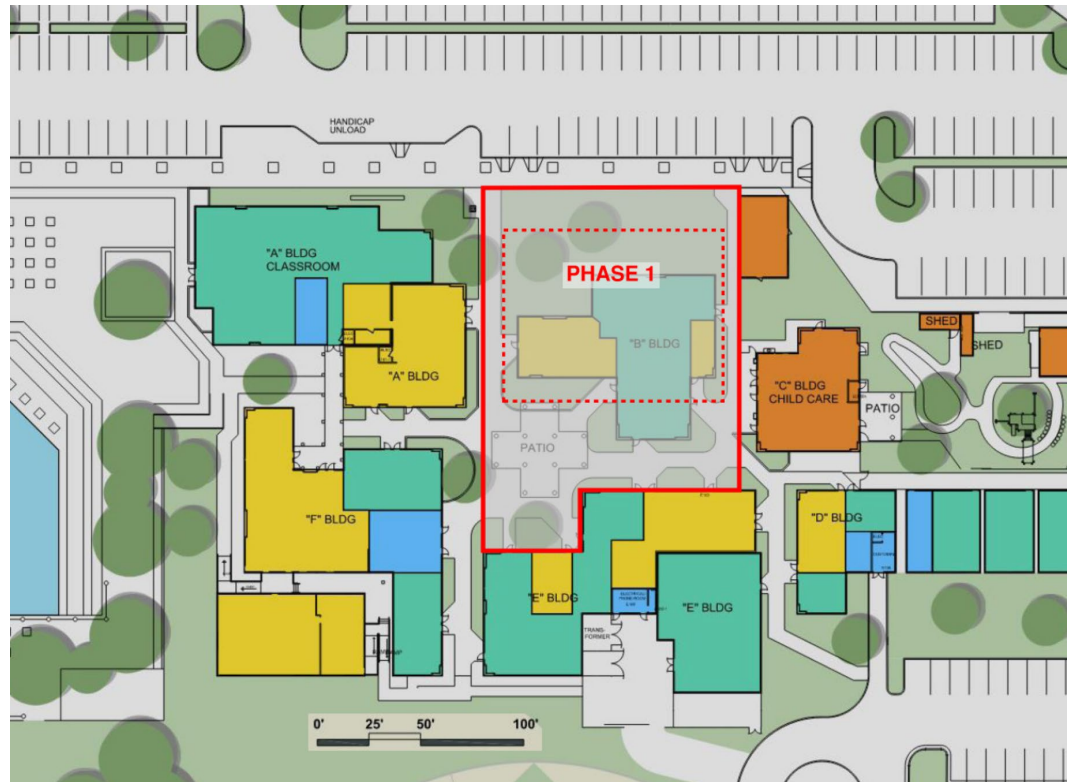 HANDICAP
UNLOAD
"A" BLDG
CLASSROOM
PHASE 1
"B" BLDG
"A" BLDG
SHED
SHED
"C" BLDG
CHILD CARE
PATIO
PATIO
"F" BLDG
"D" BLDG
"E" BLDG
"E" BLDG
TRANS-
FORMER
0' 25' 50' 100'